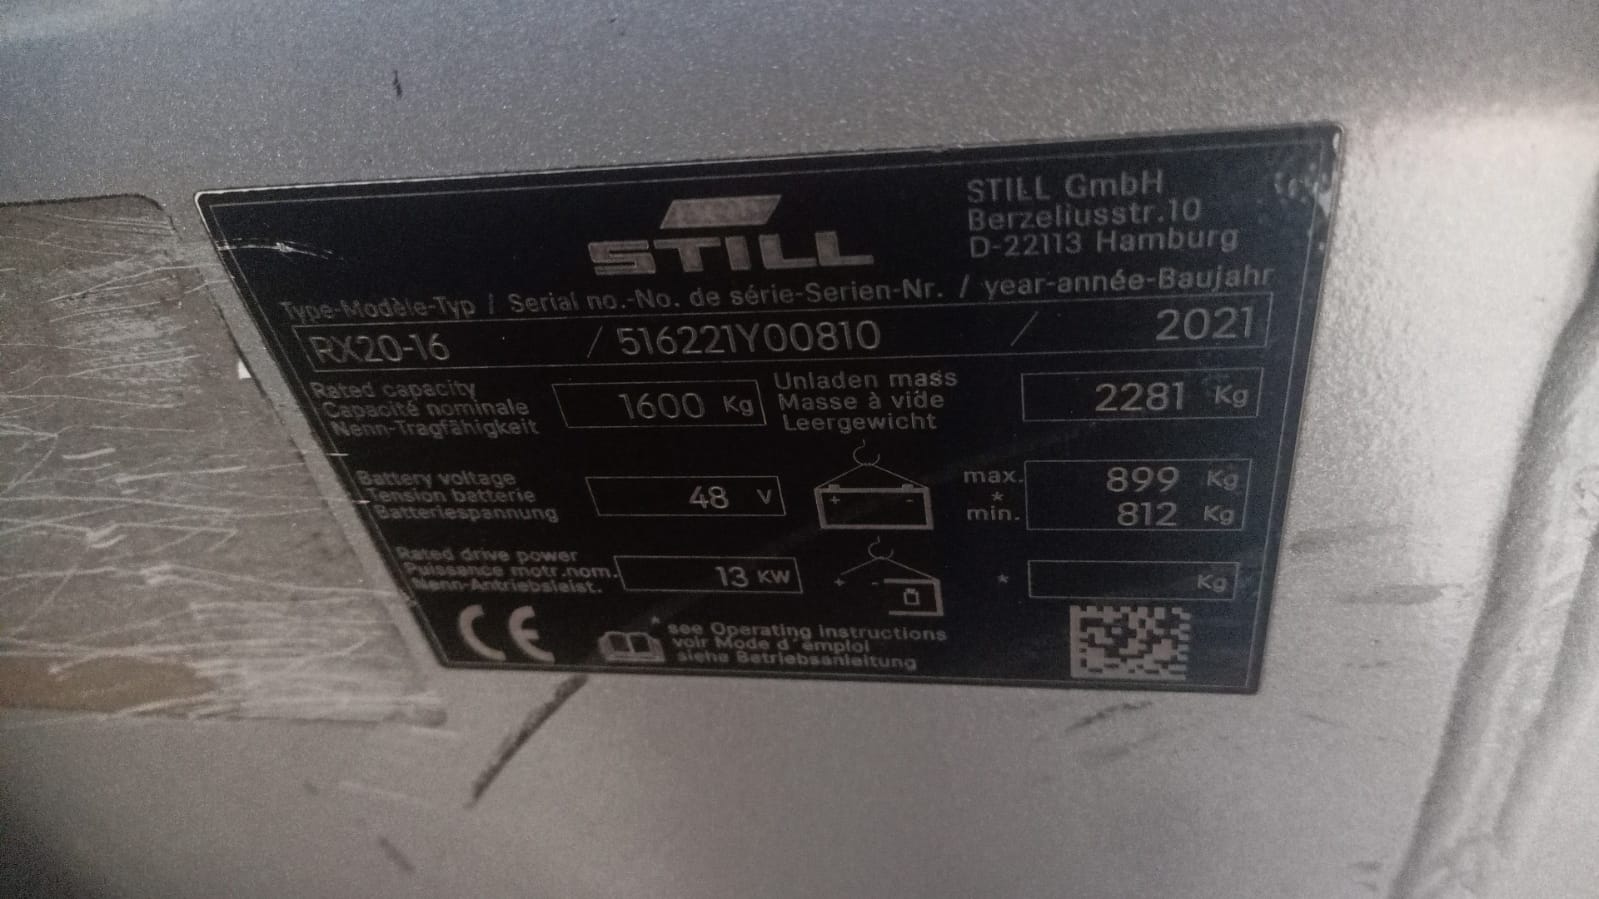 STILL
STILL GmbH
Berzeliusstr.10
D-22113 Hamburg
Type-Modèle-Typ / Serial no.-No. de série-Serien-Nr. / year-année-Baujahr
RX20-16 / 516221Y00810 / 2021
Rated capacity
Capacité nominale
Nenn-Tragfähigkeit
1600 Kg
Unladen mass
Masse à vide
Leergewicht
2281 Kg
Battery voltage
Tension batterie
Batteriespannung
48 V
+ -
max. 899 Kg
*
min. 812 Kg
Rated drive power
Puissance motr.nom.
Nenn-Antriebsleist.
13 KW
+ -
* Kg
CE
* see Operating instructions
voir Mode d'emploi
siehe Betriebsanleitung